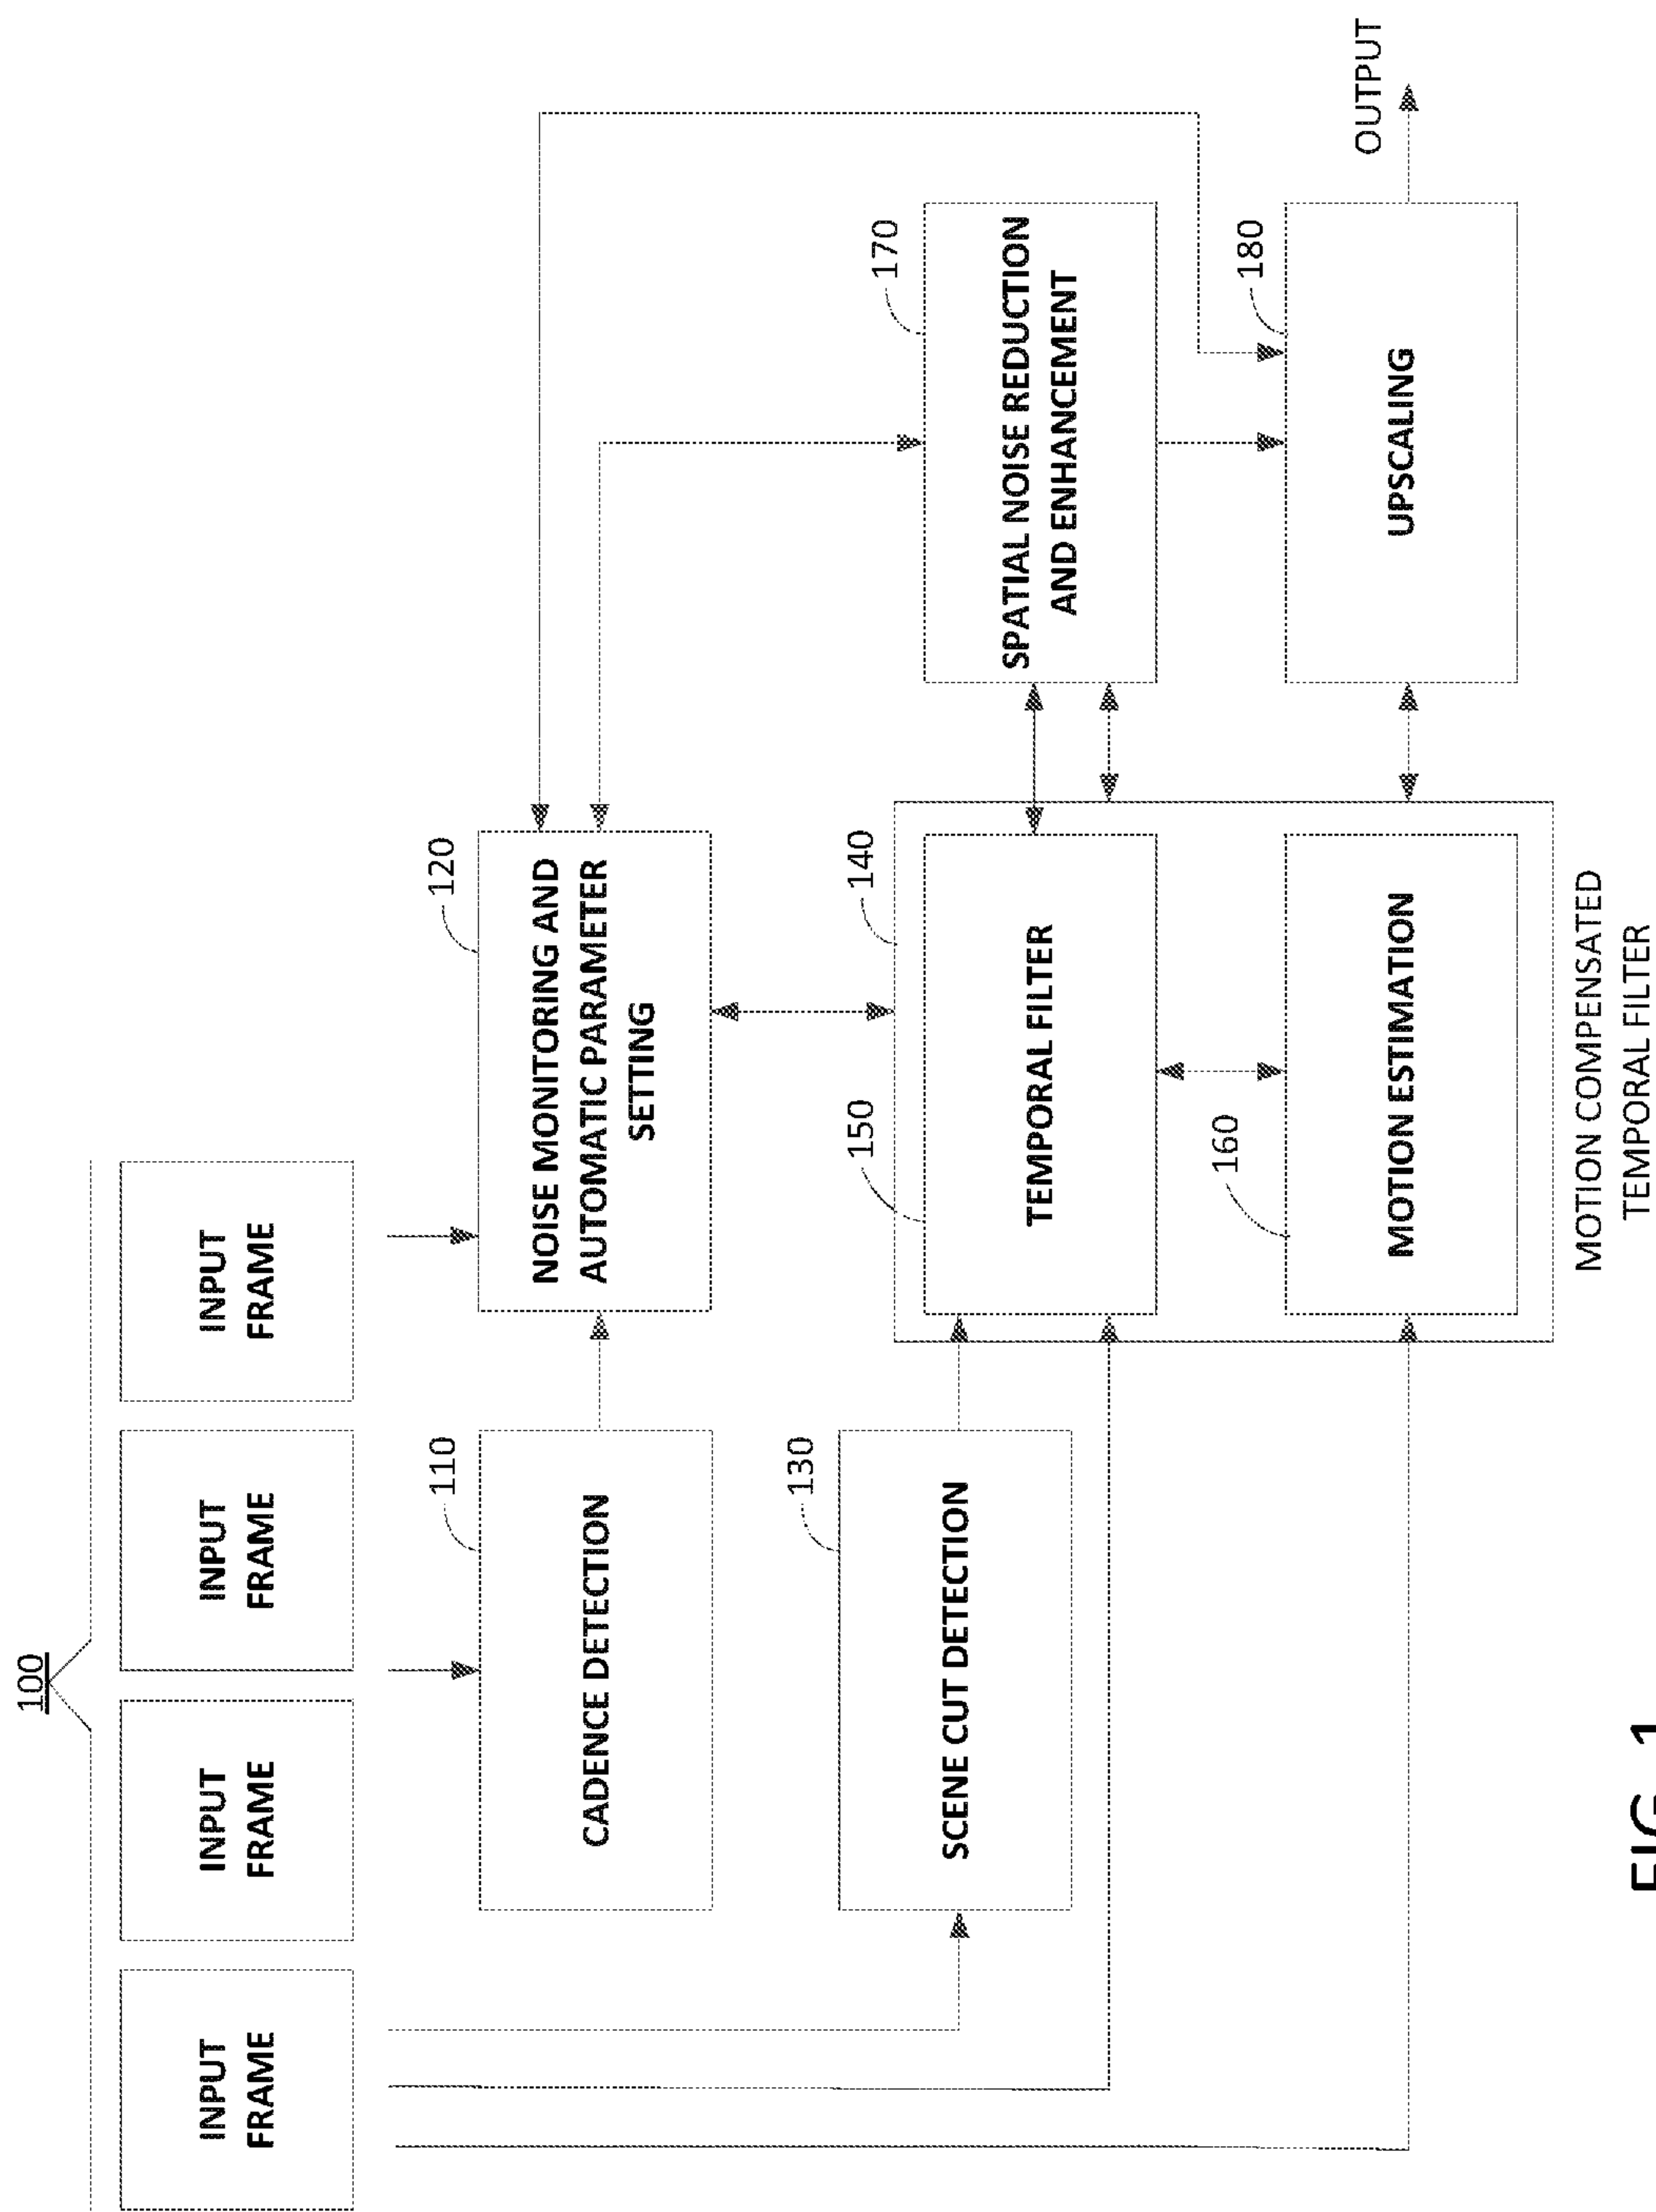 100
INPUT
FRAME
INPUT
FRAME
INPUT
FRAME
INPUT
FRAME
110
CADENCE DETECTION
120
NOISE MONITORING AND
AUTOMATIC PARAMETER
SETTING
130
SCENE CUT DETECTION
140
150
TEMPORAL FILTER
160
MOTION ESTIMATION
MOTION COMPENSATED
TEMPORAL FILTER
170
SPATIAL NOISE REDUCTION
AND ENHANCEMENT
180
UPSCALING
OUTPUT
FIG. 1